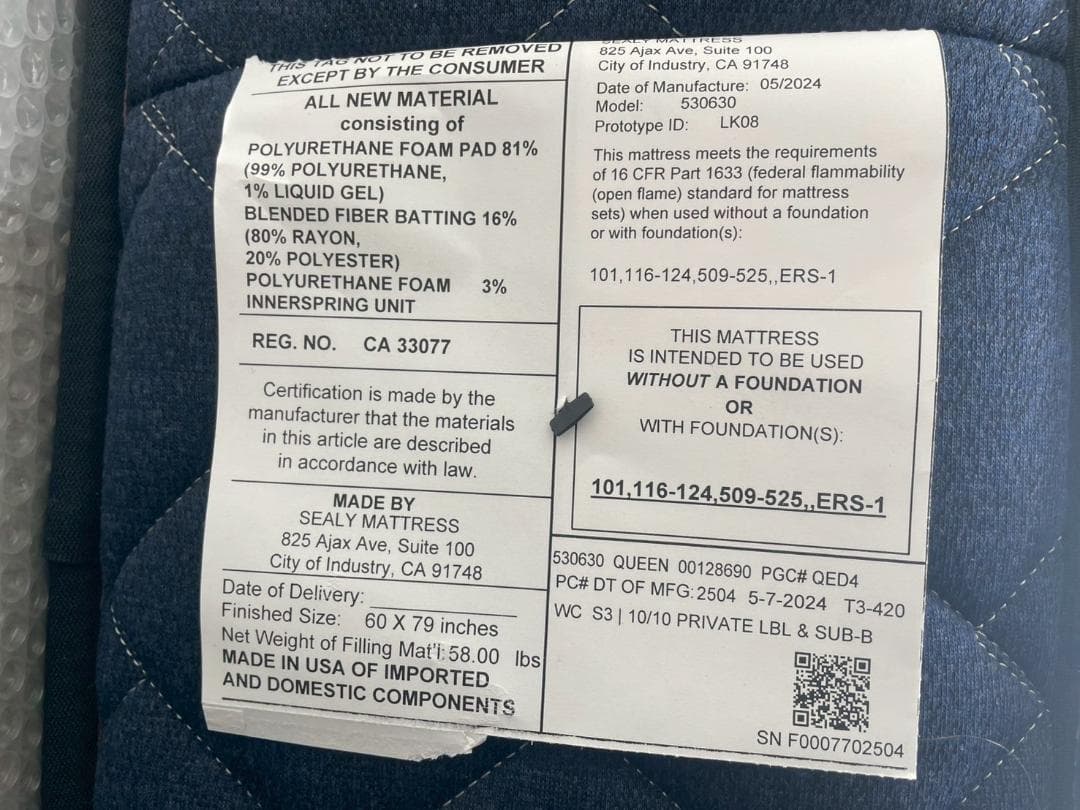 THIS TAG NOT TO BE REMOVED
EXCEPT BY THE CONSUMER
ALL NEW MATERIAL
consisting of
POLYURETHANE FOAM PAD 81%
(99% POLYURETHANE,
1% LIQUID GEL)
BLENDED FIBER BATTING 16%
(80% RAYON,
20% POLYESTER)
POLYURETHANE FOAM 3%
INNERSPRING UNIT
REG. NO. CA 33077
Certification is made by the
manufacturer that the materials
in this article are described
in accordance with law.
MADE BY
SEALY MATTRESS
825 Ajax Ave, Suite 100
City of Industry, CA 91748
Date of Delivery:
Finished Size: 60 X 79 inches
Net Weight of Filling Mat'l: 58.00 lbs
MADE IN USA OF IMPORTED
AND DOMESTIC COMPONENTS
SEALY MATTRESS
825 Ajax Ave, Suite 100
City of Industry, CA 91748
Date of Manufacture: 05/2024
Model: 530630
Prototype ID: LK08
This mattress meets the requirements
of 16 CFR Part 1633 (federal flammability
(open flame) standard for mattress
sets) when used without a foundation
or with foundation(s):
101,116-124,509-525,,ERS-1
THIS MATTRESS
IS INTENDED TO BE USED
WITHOUT A FOUNDATION
OR
WITH FOUNDATION(S):
101,116-124,509-525,,ERS-1
530630 QUEEN 00128690 PGC# QED4
PC# DT OF MFG: 2504 5-7-2024 T3-420
WC S3 | 10/10 PRIVATE LBL & SUB-B
SN F0007702504